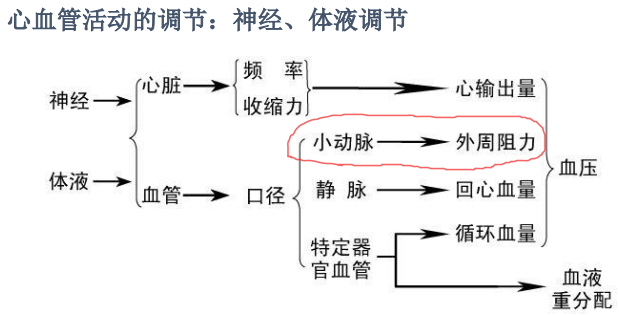 心血管活动的调节：神经、体液调节
神经
体液
心脏
血管
频 率
收缩力
口径
小动脉
静 脉
特定器
官血管
心输出量
外周阻力
回心血量
循环血量
血压
血液
重分配